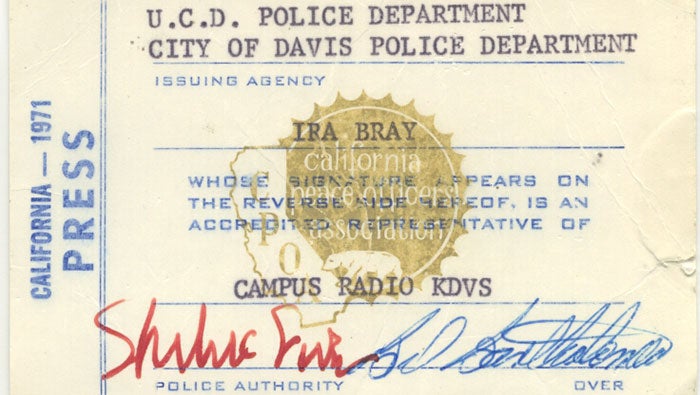 U.C.D. POLICE DEPARTMENT
CITY OF DAVIS POLICE DEPARTMENT
ISSUING AGENCY
CALIFORNIA — 1971
PRESS
IRA BRAY
california
peace officers'
association
CPOA
WHOSE SIGNATURE APPEARS ON
THE REVERSE SIDE HEREOF, IS AN
ACCREDITED REPRESENTATIVE OF
CAMPUS RADIO KDVS
POLICE AUTHORITY
OVER